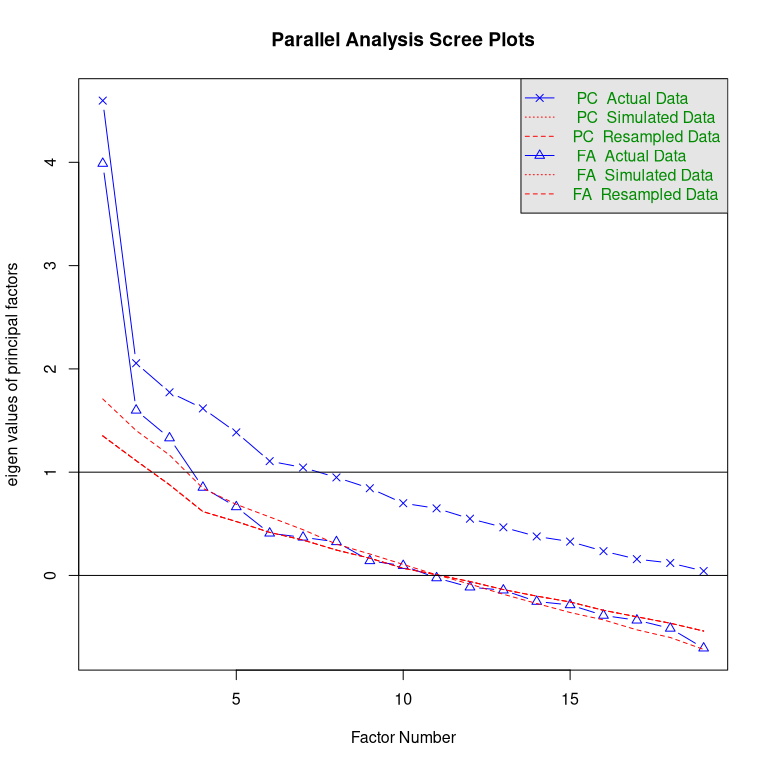 Parallel Analysis Scree Plots
PC Actual Data
PC Simulated Data
PC Resampled Data
FA Actual Data
FA Simulated Data
FA Resampled Data
eigen values of principal factors
4
3
2
1
0
5 10 15
Factor Number